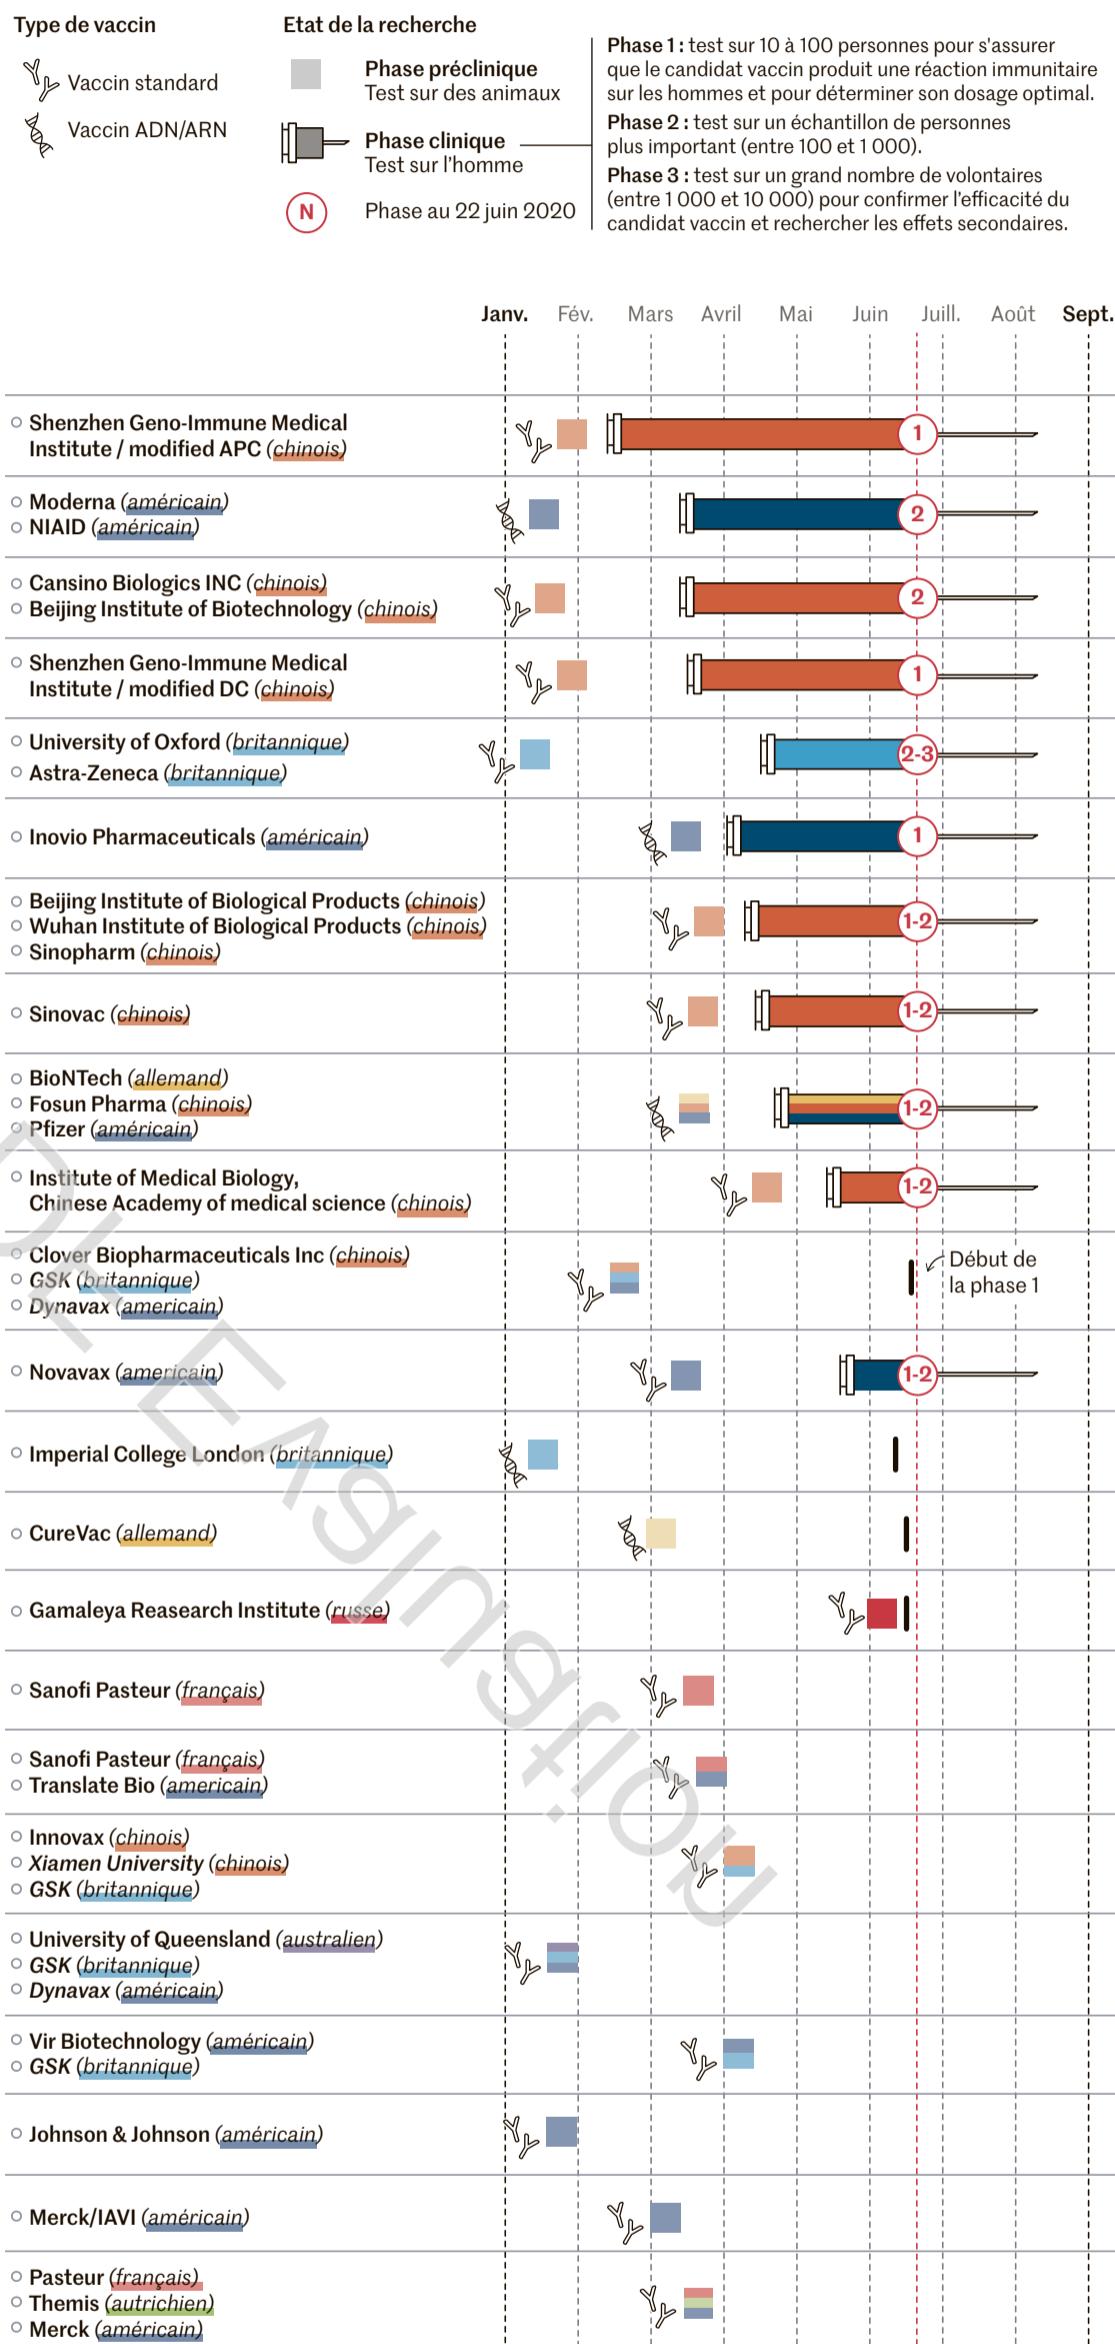 Type de vaccin
Vaccin standard
Vaccin ADN/ARN
Etat de la recherche
Phase préclinique
Test sur des animaux
Phase clinique
Test sur l'homme
N
Phase au 22 juin 2020
Phase 1 : test sur 10 à 100 personnes pour s'assurer
que le candidat vaccin produit une réaction immunitaire
sur les hommes et pour déterminer son dosage optimal.
Phase 2 : test sur un échantillon de personnes
plus important (entre 100 et 1 000).
Phase 3 : test sur un grand nombre de volontaires
(entre 1 000 et 10 000) pour confirmer l'efficacité du
candidat vaccin et rechercher les effets secondaires.
Janv. Fév. Mars Avril Mai Juin Juill. Août Sept.
Shenzhen Geno-Immune Medical
Institute / modified APC (chinois)
1
Moderna (américain)
NIAID (américain)
2
Cansino Biologics INC (chinois)
Beijing Institute of Biotechnology (chinois)
2
Shenzhen Geno-Immune Medical
Institute / modified DC (chinois)
1
University of Oxford (britannique)
Astra-Zeneca (britannique)
2-3
Inovio Pharmaceuticals (américain)
1
Beijing Institute of Biological Products (chinois)
Wuhan Institute of Biological Products (chinois)
Sinopharm (chinois)
1-2
Sinovac (chinois)
1-2
BioNTech (allemand)
Fosun Pharma (chinois)
Pfizer (américain)
1-2
Institute of Medical Biology,
Chinese Academy of medical science (chinois)
1-2
Clover Biopharmaceuticals Inc (chinois)
GSK (britannique)
Dynavax (americain)
Début de
la phase 1
Novavax (americain)
1-2
Imperial College London (britannique)
CureVac (allemand)
Gamaleya Reasearch Institute (russe)
Sanofi Pasteur (français)
Sanofi Pasteur (français)
Translate Bio (americain)
Innovax (chinois)
Xiamen University (chinois)
GSK (britannique)
University of Queensland (australien)
GSK (britannique)
Dynavax (américain)
Vir Biotechnology (américain)
GSK (britannique)
Johnson & Johnson (américain)
Merck/IAVI (américain)
Pasteur (français)
Themis (autrichien)
Merck (américain)